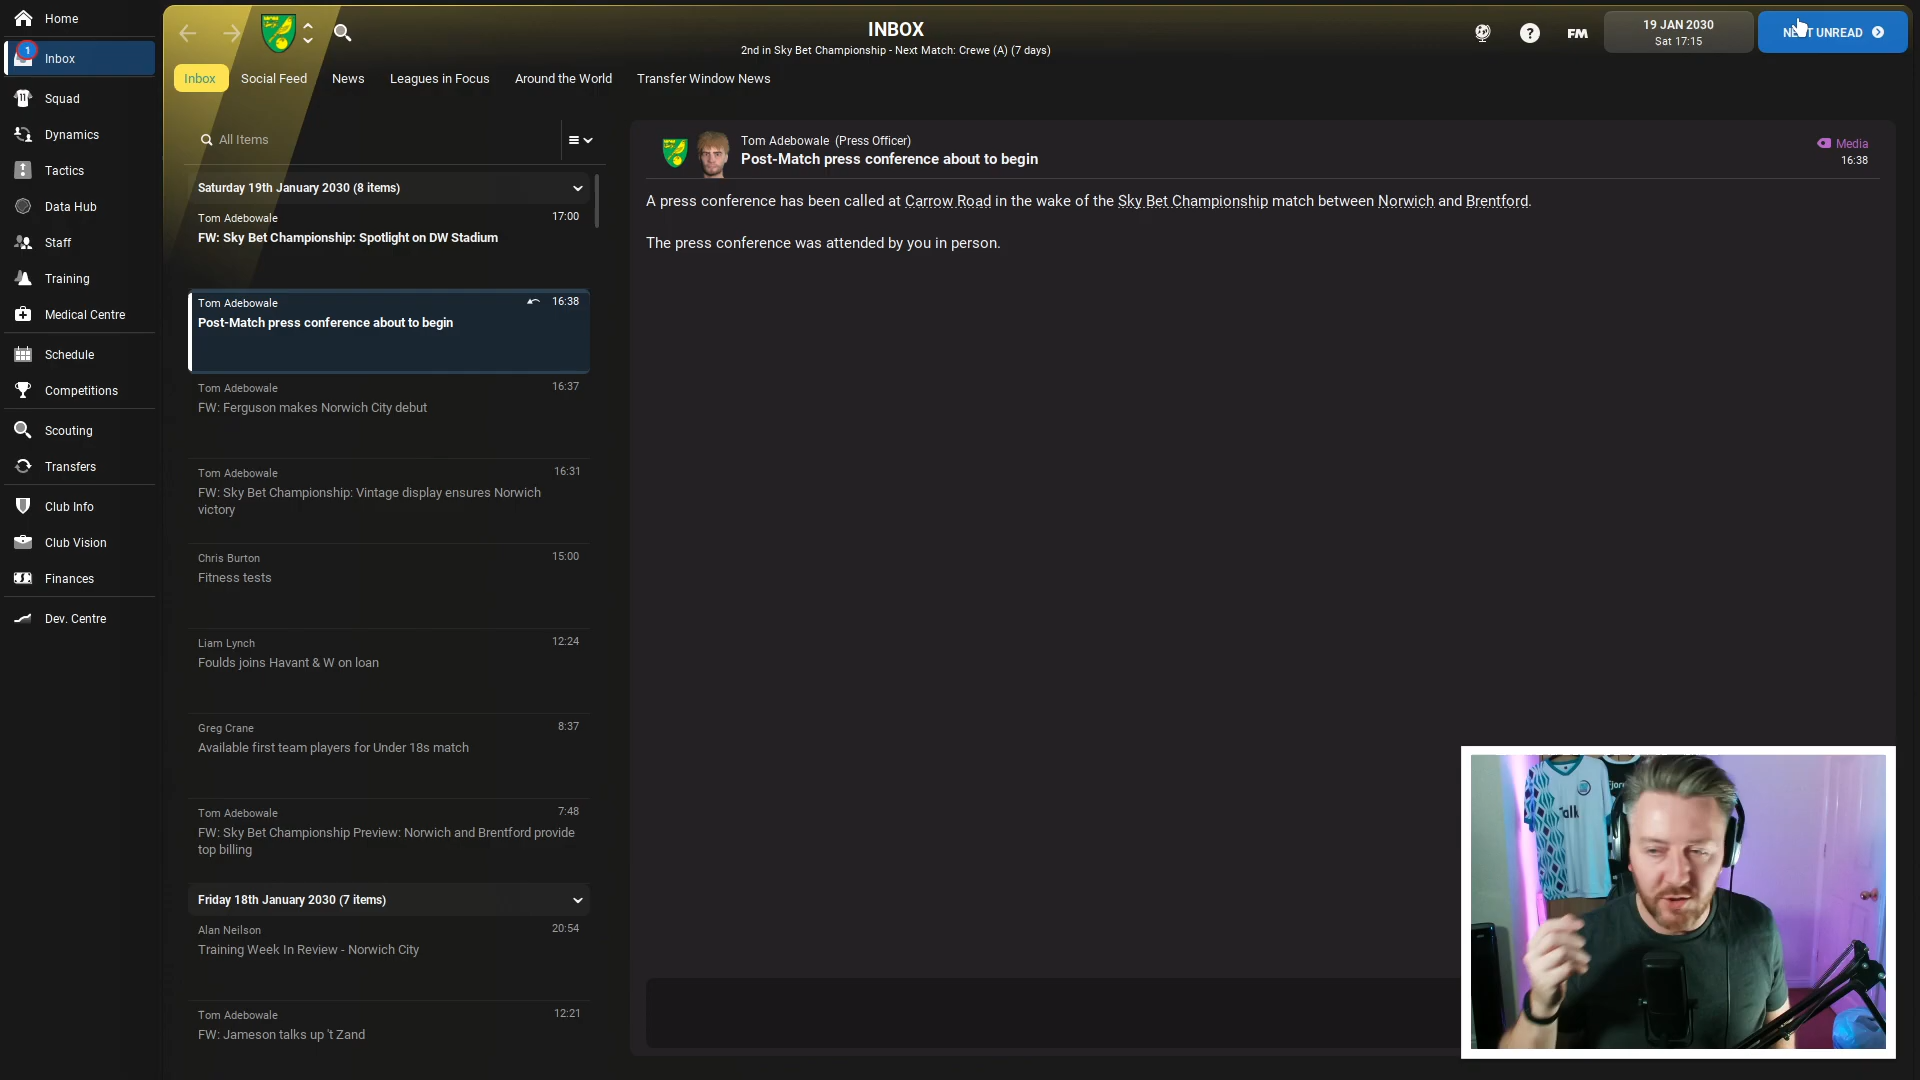 Home
1
Inbox
Squad
Dynamics
Tactics
Data Hub
Staff
Training
Medical Centre
Schedule
Competitions
Scouting
Transfers
Club Info
Club Vision
Finances
Dev. Centre
INBOX
2nd in Sky Bet Championship - Next Match: Crewe (A) (7 days)
FM
19 JAN 2030
Sat 17:15
UNREAD
Inbox
Social Feed
News
Leagues in Focus
Around the World
Transfer Window News
All Items
Saturday 19th January 2030 (8 items)
Tom Adebowale 17:00
FW: Sky Bet Championship: Spotlight on DW Stadium
Tom Adebowale 16:38
Post-Match press conference about to begin
Tom Adebowale 16:37
FW: Ferguson makes Norwich City debut
Tom Adebowale 16:31
FW: Sky Bet Championship: Vintage display ensures Norwich
victory
Chris Burton 15:00
Fitness tests
Liam Lynch 12:24
Foulds joins Havant & W on loan
Greg Crane 8:37
Available first team players for Under 18s match
Tom Adebowale 7:48
FW: Sky Bet Championship Preview: Norwich and Brentford provide
top billing
Friday 18th January 2030 (7 items)
Alan Neilson 20:54
Training Week In Review - Norwich City
Tom Adebowale 12:21
FW: Jameson talks up 't Zand
Tom Adebowale (Press Officer)
Post-Match press conference about to begin
Media
16:38
A press conference has been called at Carrow Road in the wake of the Sky Bet Championship match between Norwich and Brentford.
The press conference was attended by you in person.